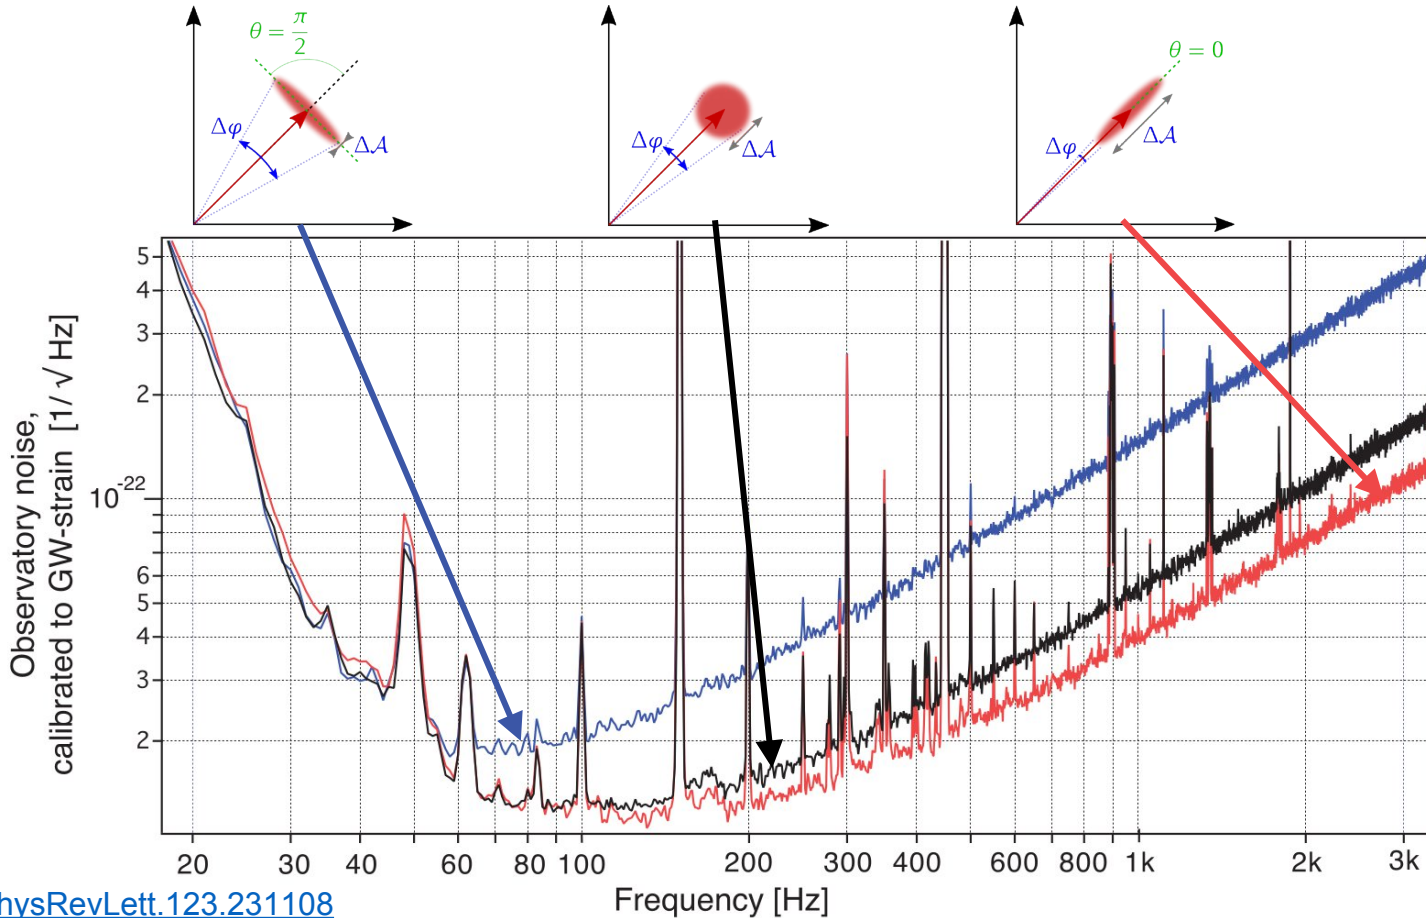 θ = π/2
Δφ
ΔA
Δφ
ΔA
θ = 0
Δφ
ΔA
Observatory noise,
calibrated to GW-strain [1/ √ Hz]
5
4
3
2
10-22
6
5
4
3
2
20 30 40 60 80 100 200 300 400 600 800 1k 2k 3k
Frequency [Hz]
hysRevLett.123.231108